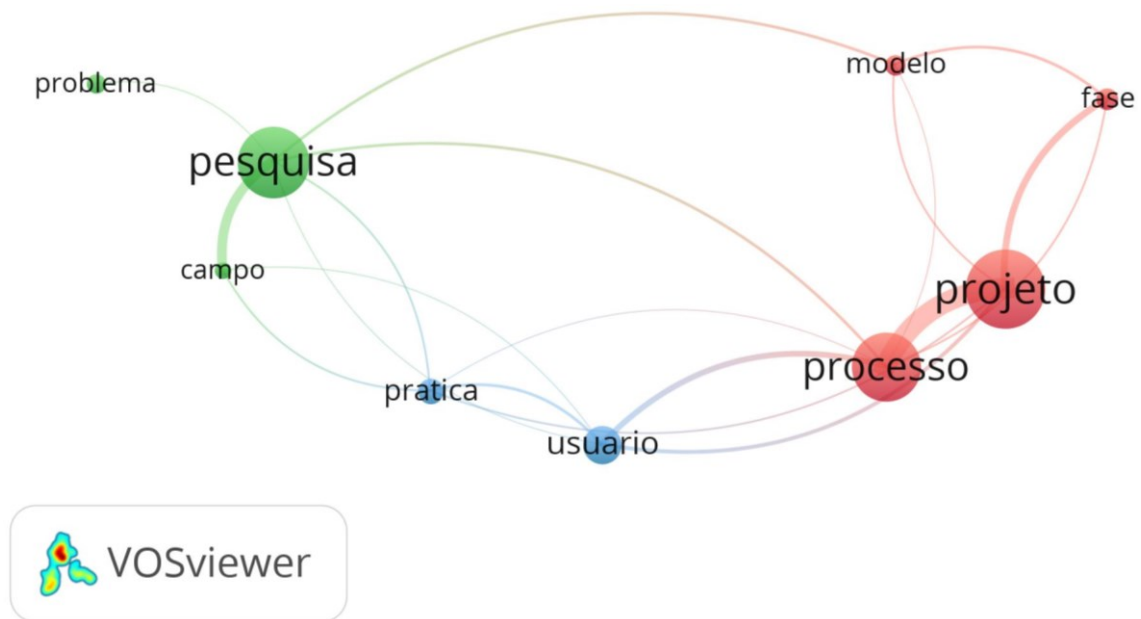 problema
modelo
fase
pesquisa
campo
projeto
processo
pratica
usuario
VOSviewer